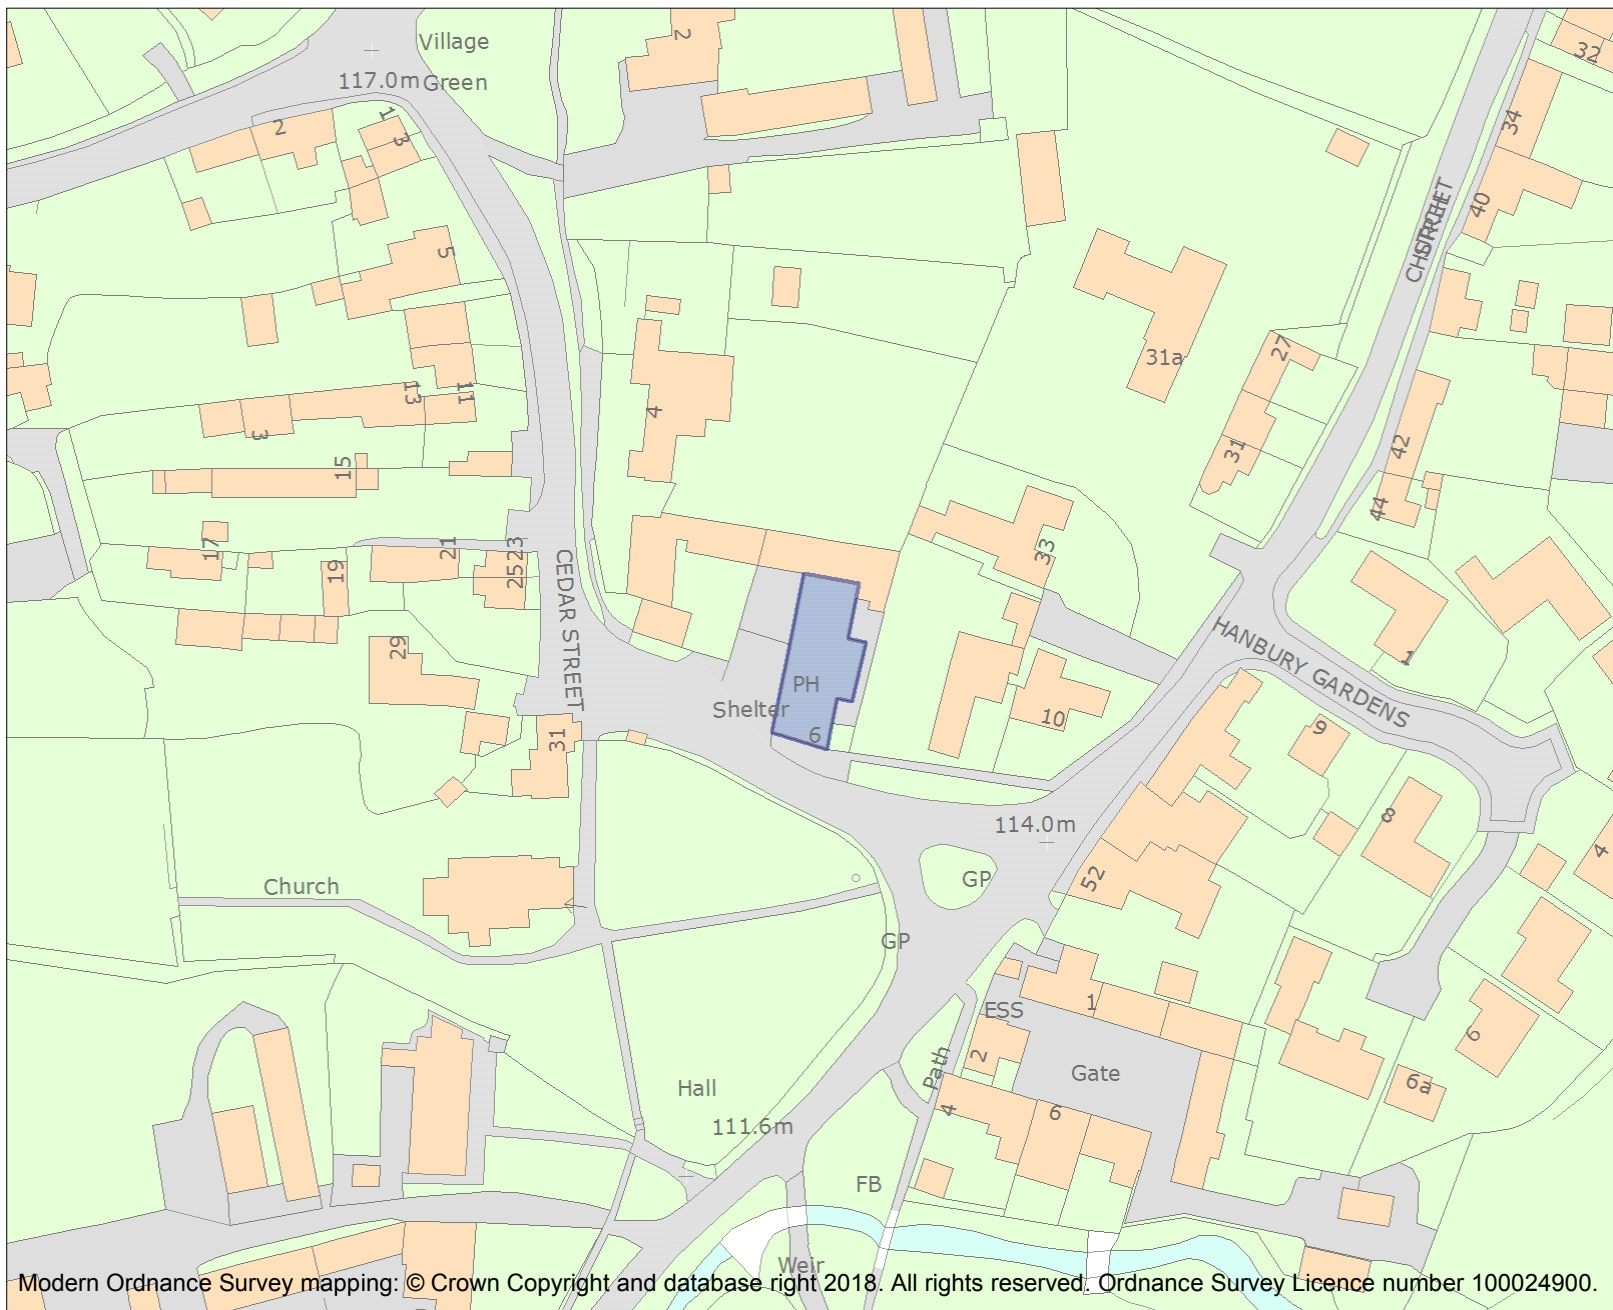 Village
Green
117.0m
2
2
1
3
5
32
34
40
CHURCH
STREET
31a
27
31
42
44
4
13
11
3
15
17
19
21
23
25
CEDAR STREET
33
29
HANBURY GARDENS
1
PH
Shelter
6
10
9
31
8
114.0m
4
52
GP
Church
GP
1
ESS
2
Path
Gate
6
6a
Hall
4
6
111.6m
FB
Weir
Modern Ordnance Survey mapping: © Crown Copyright and database right 2018. All rights reserved. Ordnance Survey Licence number 100024900.